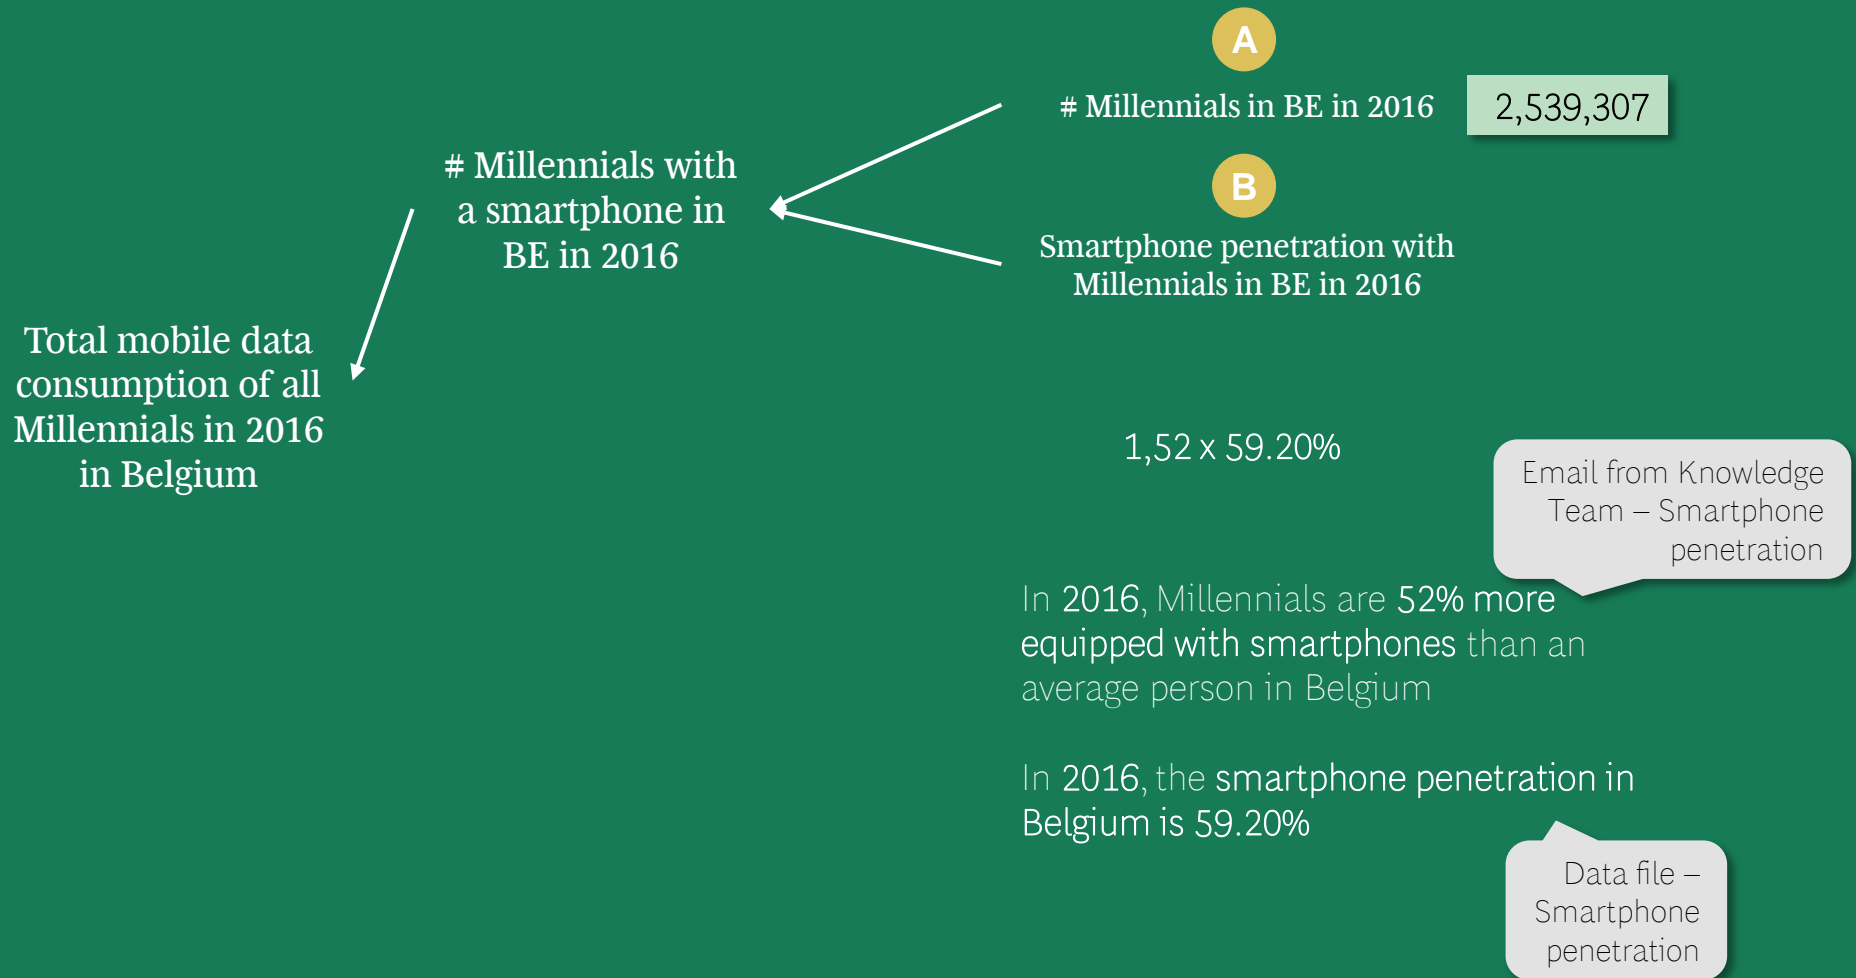 A
# Millennials in BE in 2016
2,539,307
B
Smartphone penetration with
Millennials in BE in 2016
# Millennials with
a smartphone in
BE in 2016
Total mobile data
consumption of all
Millennials in 2016
in Belgium
1,52 x 59.20%
Email from Knowledge
Team – Smartphone
penetration
In 2016, Millennials are 52% more
equipped with smartphones than an
average person in Belgium
In 2016, the smartphone penetration in
Belgium is 59.20%
Data file –
Smartphone
penetration